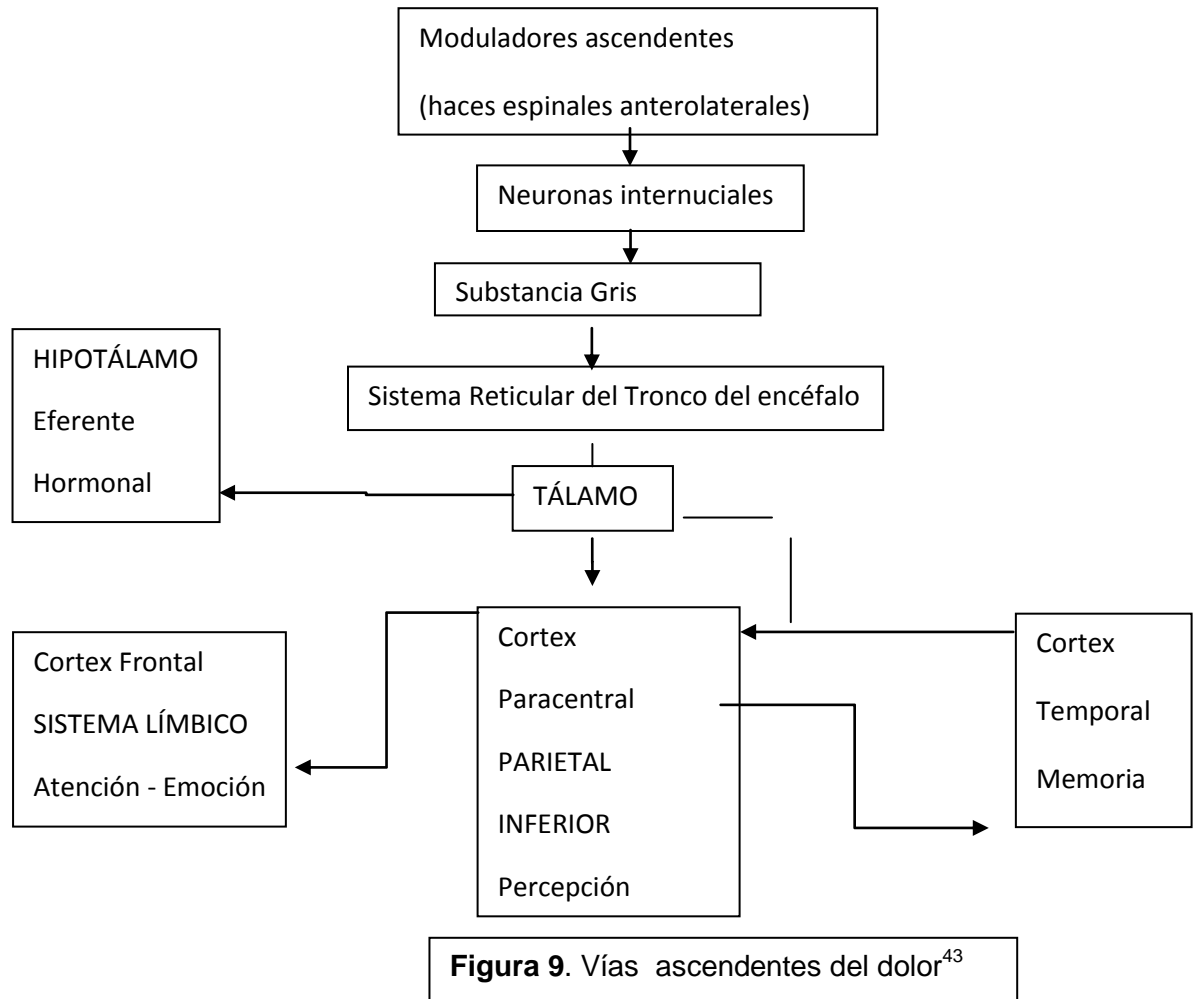 Moduladores ascendentes
(haces espinales anterolaterales)
Neuronas internuciales
Substancia Gris
HIPOTÁLAMO
Eferente
Hormonal
Sistema Reticular del Tronco del encéfalo
TÁLAMO
Cortex Frontal
SISTEMA LÍMBICO
Atención - Emoción
Cortex
Paracentral
PARIETAL
INFERIOR
Percepción
Cortex
Temporal
Memoria
Figura 9. Vías ascendentes del dolor43